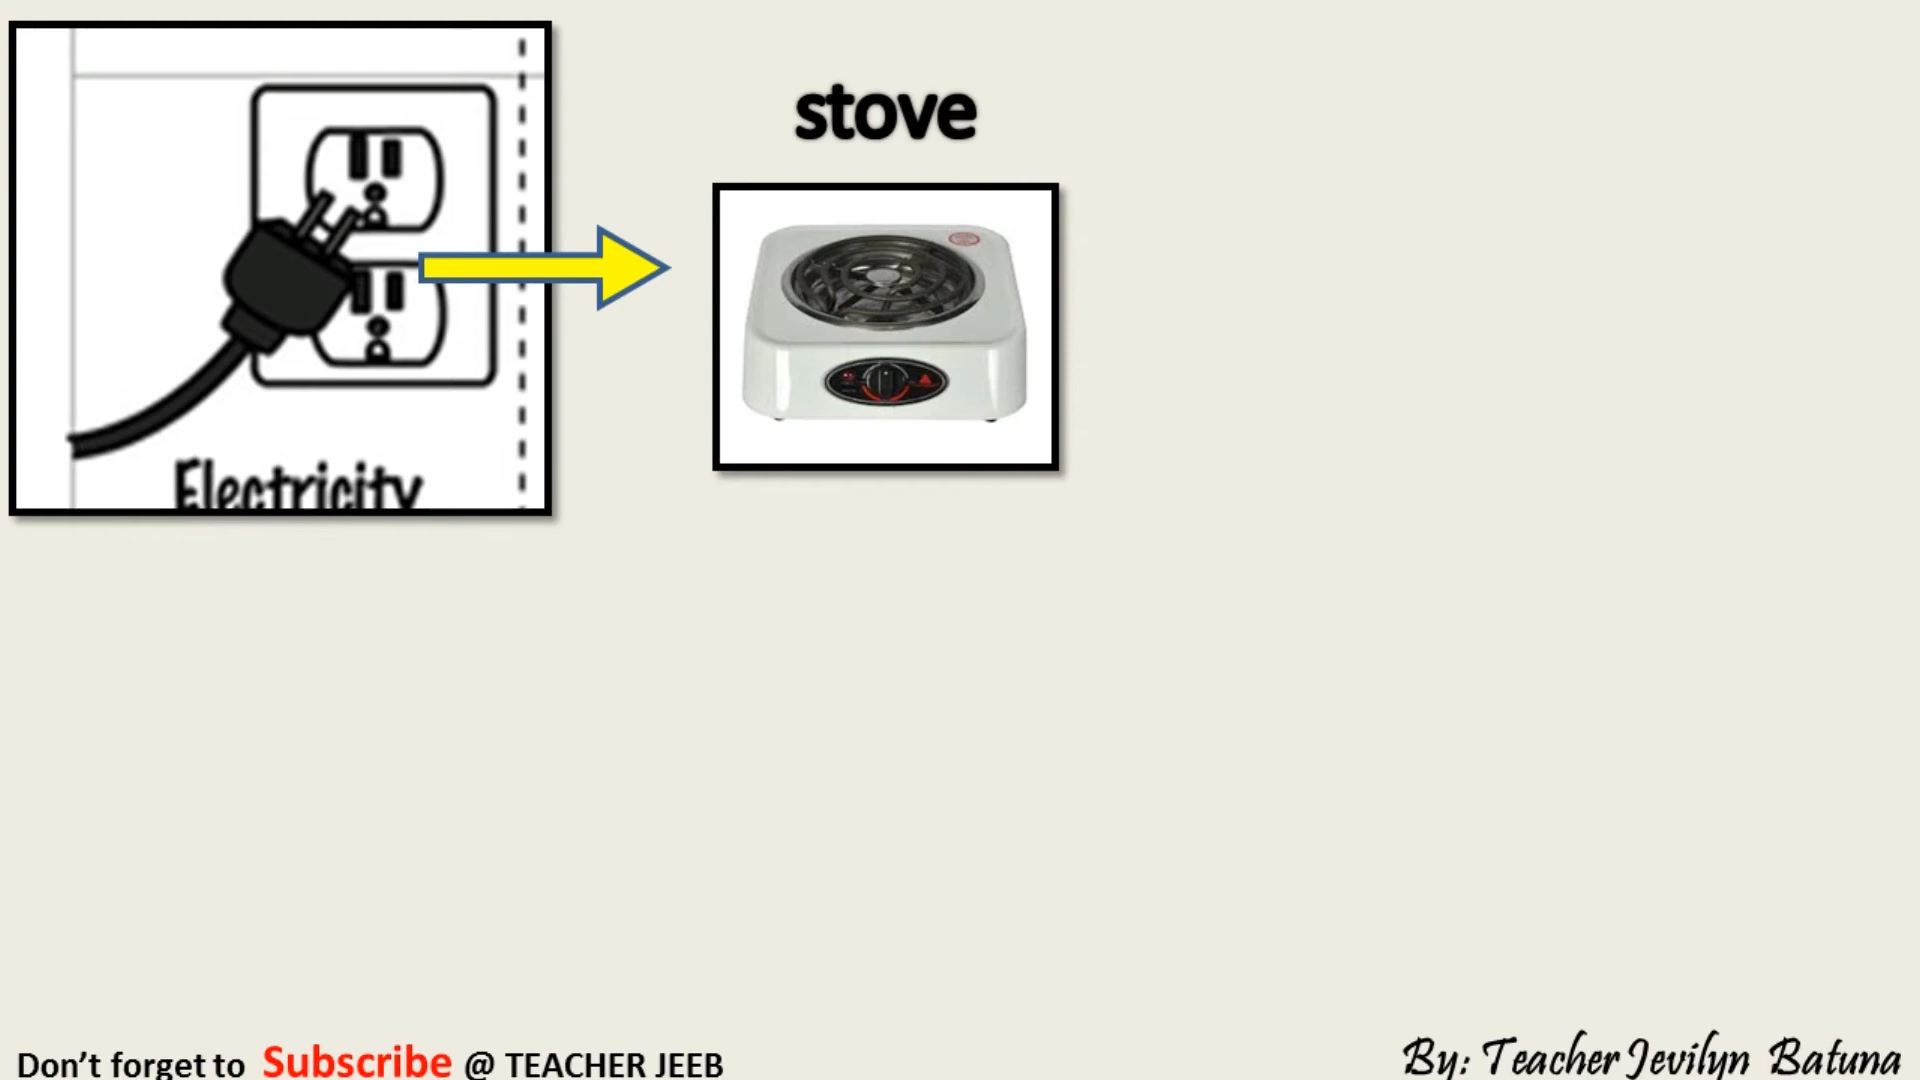 stove
Electricity
Don't forget to Subscribe @ TEACHER JEEB
By: Teacher Jevilyn Batuna